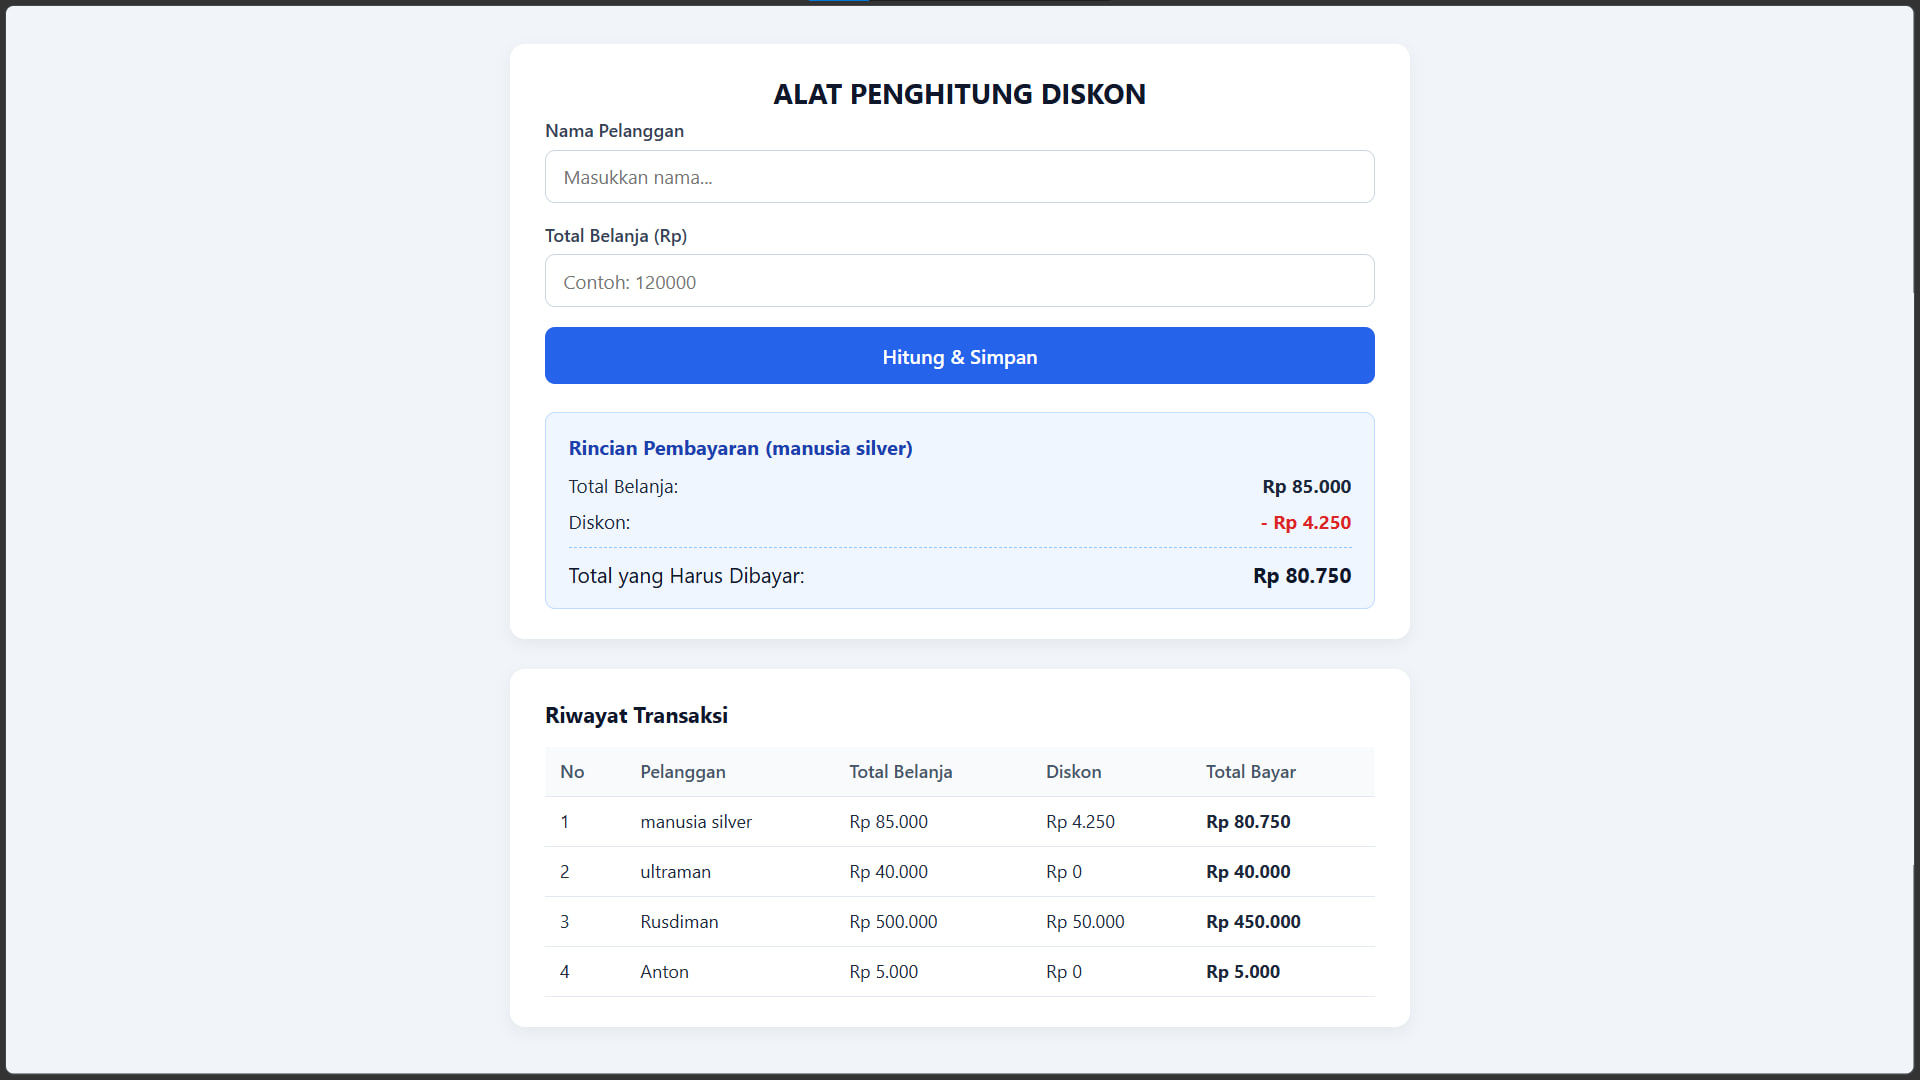 ALAT PENGHITUNG DISKON
Nama Pelanggan
Masukkan nama...
Total Belanja (Rp)
Contoh: 120000
Hitung & Simpan
Rincian Pembayaran (manusia silver)
Total Belanja: Rp 85.000
Diskon: - Rp 4.250
Total yang Harus Dibayar: Rp 80.750
Riwayat Transaksi
No Pelanggan Total Belanja Diskon Total Bayar
1 manusia silver Rp 85.000 Rp 4.250 Rp 80.750
2 ultraman Rp 40.000 Rp 0 Rp 40.000
3 Rusdiman Rp 500.000 Rp 50.000 Rp 450.000
4 Anton Rp 5.000 Rp 0 Rp 5.000